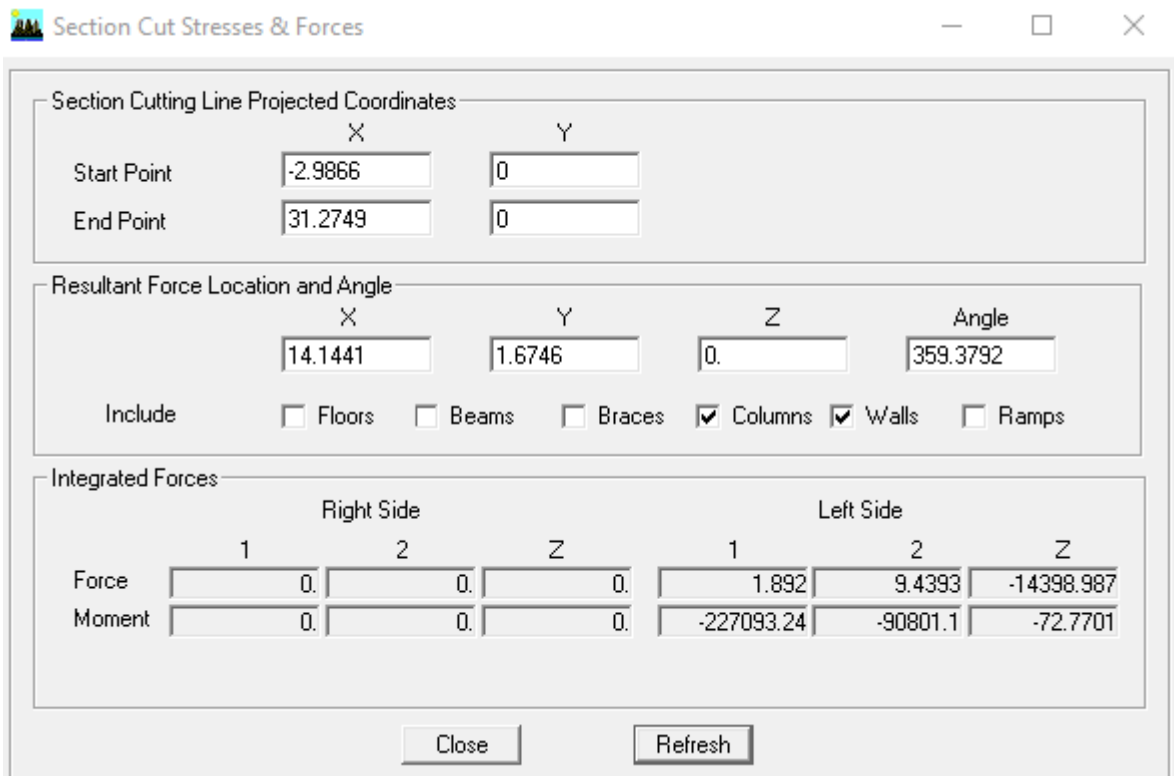 Section Cut Stresses & Forces
Section Cutting Line Projected Coordinates
X Y
Start Point -2.9866 0
End Point 31.2749 0
Resultant Force Location and Angle
X Y Z Angle
14.1441 1.6746 0. 359.3792
Include Floors Beams Braces Columns Walls Ramps
Integrated Forces
Right Side Left Side
1 2 Z 1 2 Z
Force 0. 0. 0. 1.892 9.4393 -14398.987
Moment 0. 0. 0. -227093.24 -90801.1 -72.7701
Close Refresh